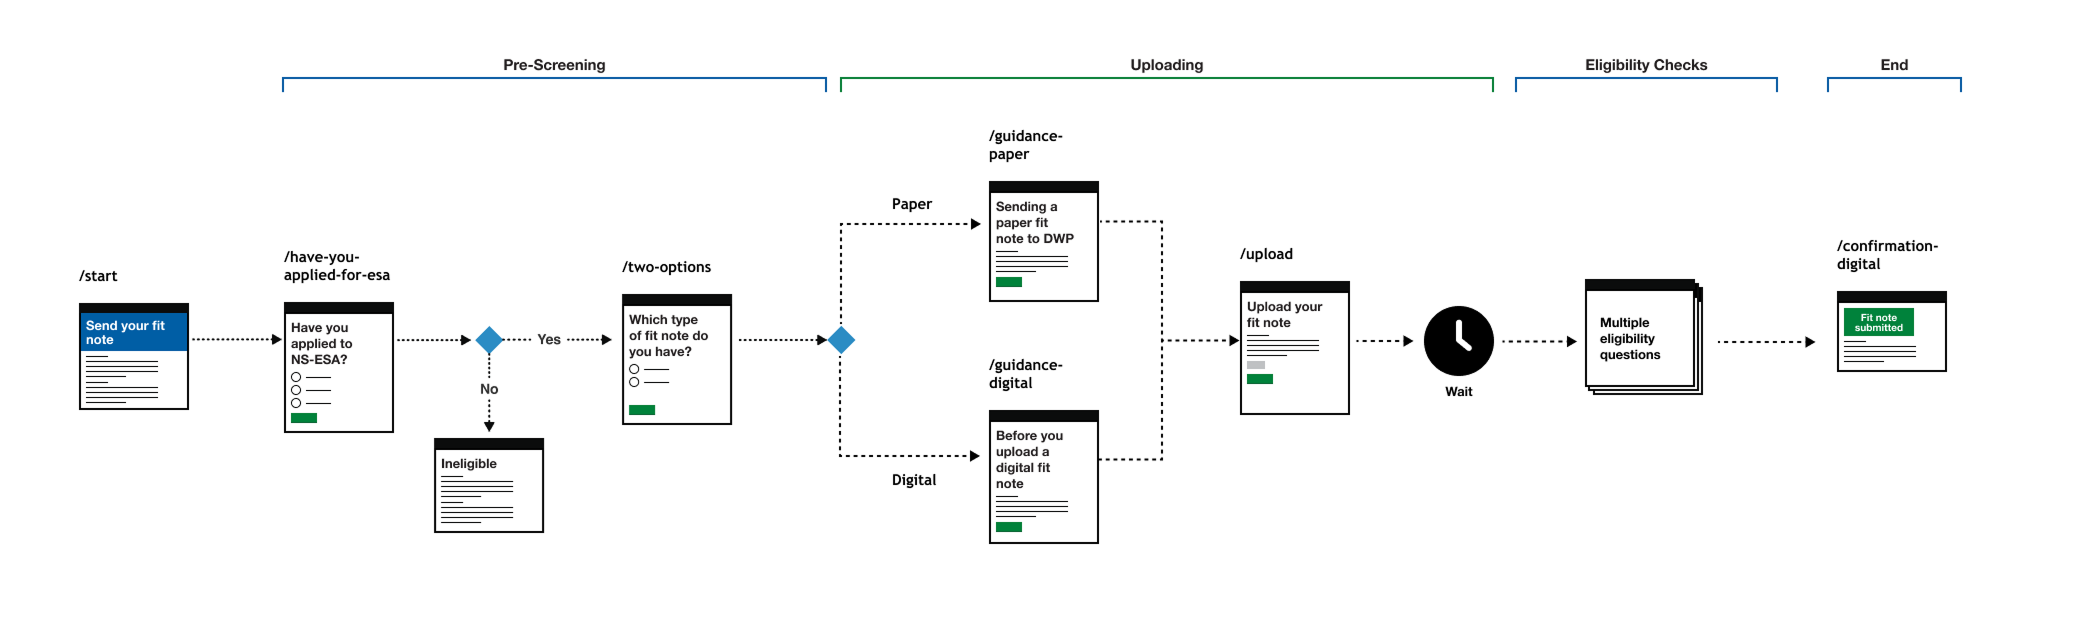 Pre-Screening
Uploading
Eligibility Checks
End
/start
Send your fit
note
/have-you-
applied-for-esa
Have you
applied to
NS-ESA?
Yes
No
Ineligible
/two-options
Which type
of fit note do
you have?
Paper
/guidance-
paper
Sending a
paper fit
note to DWP
Digital
/guidance-
digital
Before you
upload a
digital fit
note
/upload
Upload your
fit note
Wait
Multiple
eligibility
questions
/confirmation-
digital
Fit note
submitted